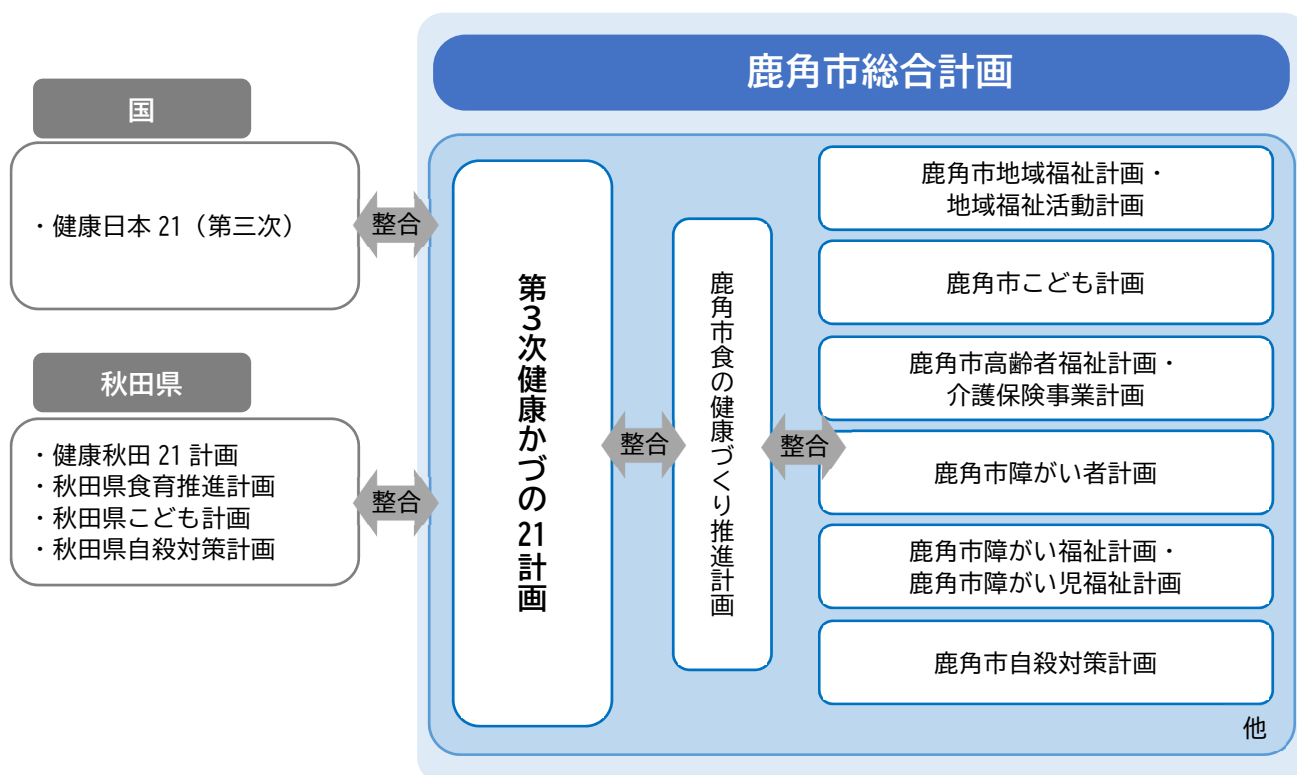 鹿角市総合計画
国
・健康日本 21（第三次）
整合
秋田県
・健康秋田 21 計画
・秋田県食育推進計画
・秋田県こども計画
・秋田県自殺対策計画
整合
第３次健康かづの21計画
整合
鹿角市食の健康づくり推進計画
整合
鹿角市地域福祉計画・
地域福祉活動計画
鹿角市こども計画
鹿角市高齢者福祉計画・
介護保険事業計画
鹿角市障がい者計画
鹿角市障がい福祉計画・
鹿角市障がい児福祉計画
鹿角市自殺対策計画
他